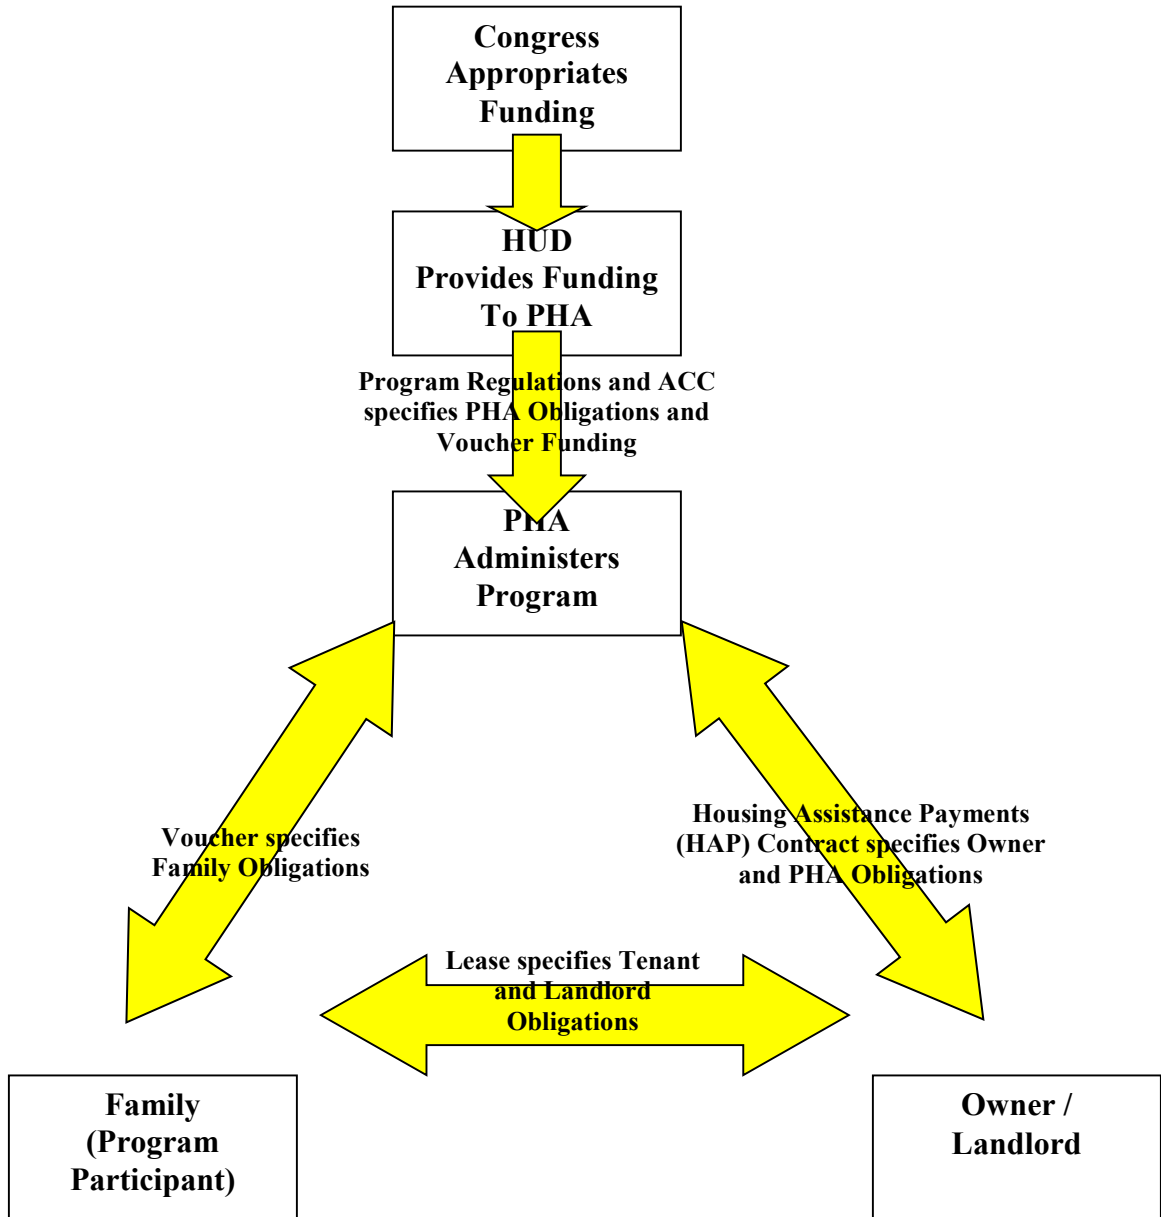 Congress
Appropriates
Funding
HUD
Provides Funding
To PHA
Program Regulations and ACC
specifies PHA Obligations and
Voucher Funding
PHA
Administers
Program
Voucher specifies
Family Obligations
Housing Assistance Payments
(HAP) Contract specifies Owner
and PHA Obligations
Lease specifies Tenant
and Landlord
Obligations
Family
(Program
Participant)
Owner /
Landlord